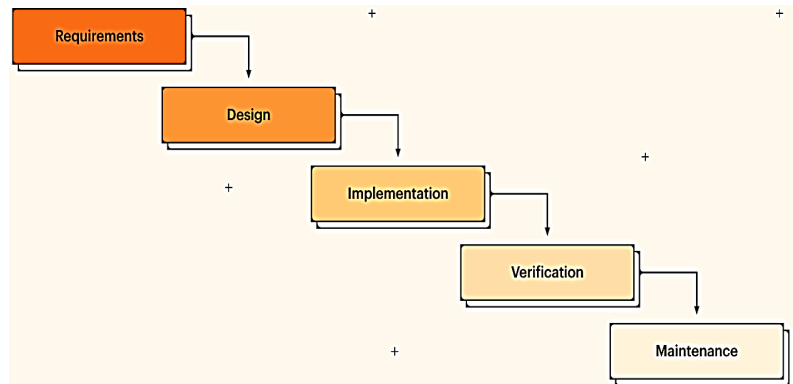 Requirements
Design
Implementation
Verification
Maintenance